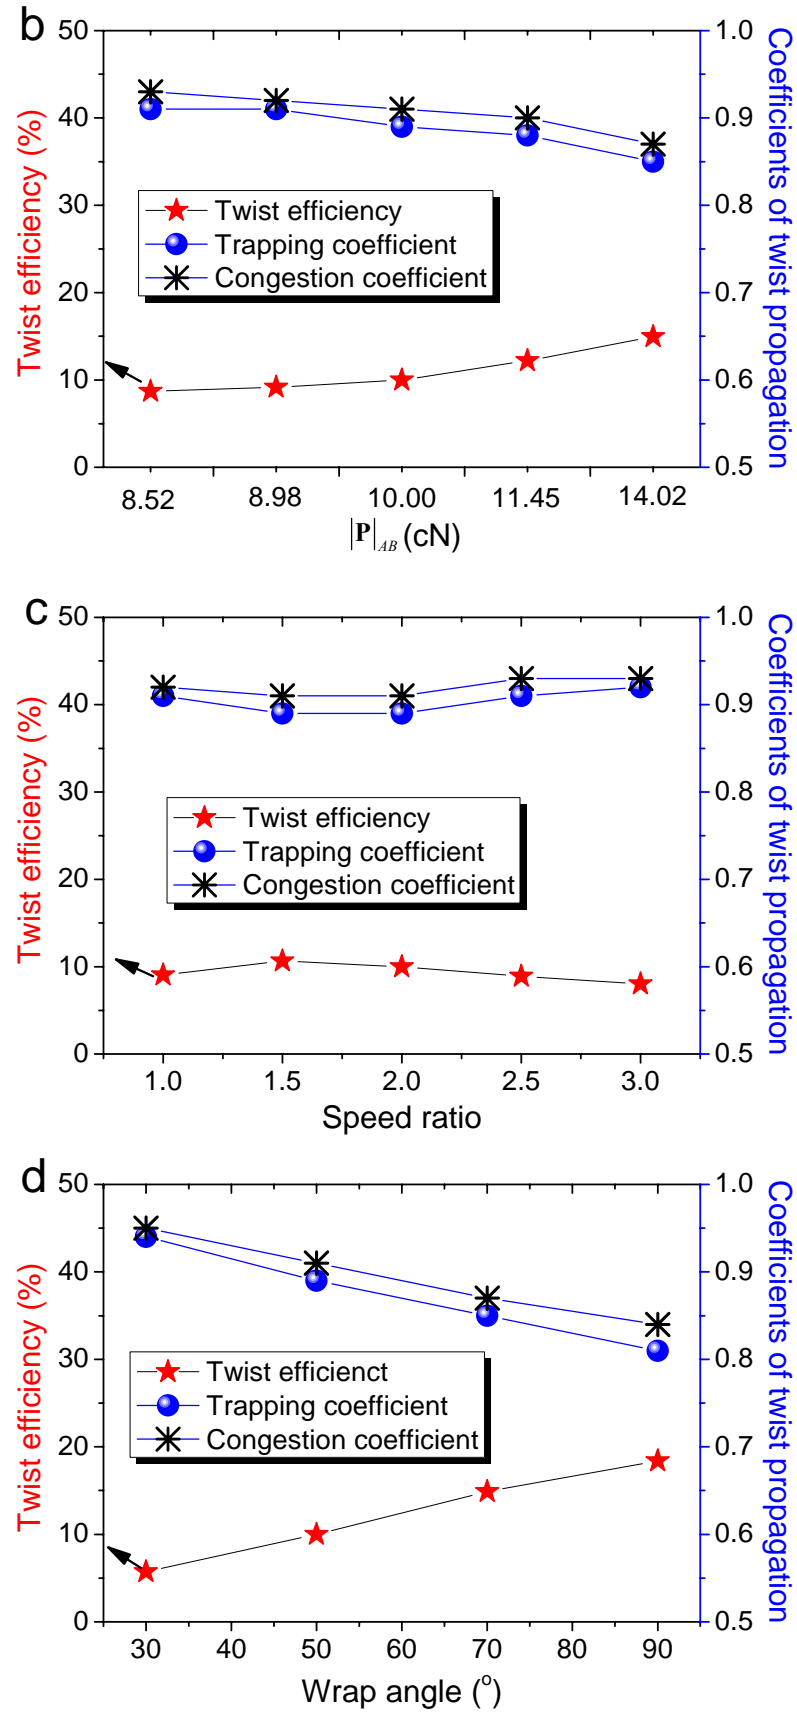 b
50
40
30
20
10
0
Twist efficiency (%)
1.0
0.9
0.8
0.7
0.6
0.5
Coefficients of twist propagation
Twist efficiency
Trapping coefficient
Congestion coefficient
8.52 8.98 10.00 11.45 14.02
|P|AB (cN)
c
50
40
30
20
10
0
Twist efficiency (%)
1.0
0.9
0.8
0.7
0.6
0.5
Coefficients of twist propagation
Twist efficiency
Trapping coefficient
Congestion coefficient
1.0 1.5 2.0 2.5 3.0
Speed ratio
d
50
40
30
20
10
0
Twist efficiency (%)
1.0
0.9
0.8
0.7
0.6
0.5
Coefficients of twist propagation
Twist efficienct
Trapping coefficient
Congestion coefficient
30 40 50 60 70 80 90
Wrap angle (°)